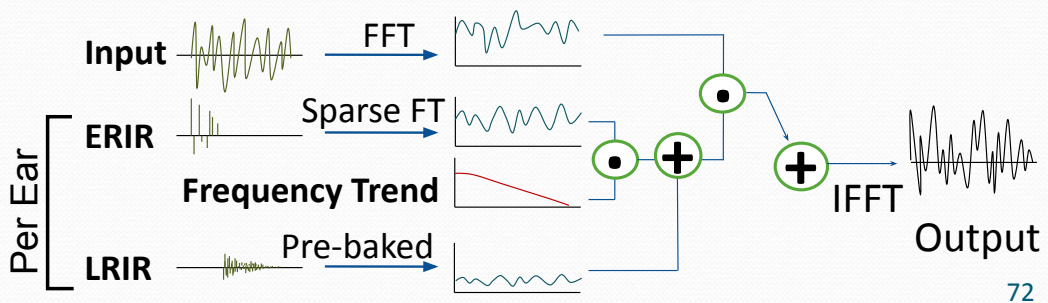 Input
FFT
Per Ear
ERIR
Sparse FT
Frequency Trend
LRIR
Pre-baked
+
+
IFFT
Output
72